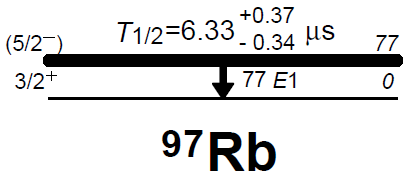 (5/2⁻) T1/2=6.33 +0.37 - 0.34 μs 77
3/2⁺ 77 E1 0
⁹⁷Rb